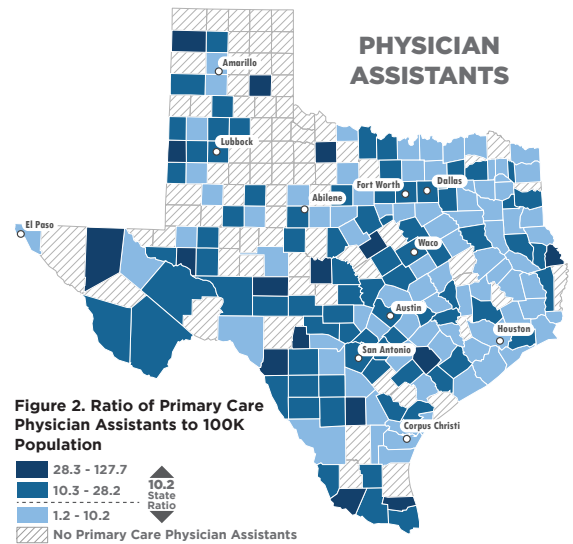 PHYSICIAN
ASSISTANTS
Amarillo
Lubbock
Fort Worth
Dallas
Abilene
El Paso
Waco
Austin
Houston
San Antonio
Corpus Christi
Figure 2. Ratio of Primary Care
Physician Assistants to 100K
Population
28.3 - 127.7
10.3 - 28.2
1.2 - 10.2
10.2
State
Ratio
No Primary Care Physician Assistants